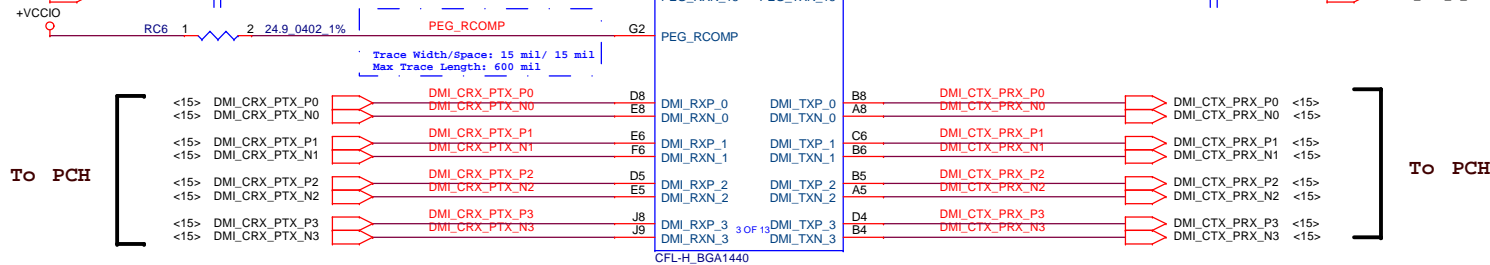 +VCCIO
RC6 1 2 24.9_0402_1% PEG_RCOMP G2 PEG_RCOMP
Trace Width/Space: 15 mil/ 15 mil
Max Trace Length: 600 mil
<15> DMI_CRX_PTX_P0 DMI_CRX_PTX_P0 D8 DMI_RXP_0 DMI_TXP_0 B8 DMI_CTX_PRX_P0 DMI_CTX_PRX_P0 <15>
<15> DMI_CRX_PTX_N0 DMI_CRX_PTX_N0 E8 DMI_RXN_0 DMI_TXN_0 A8 DMI_CTX_PRX_N0 DMI_CTX_PRX_N0 <15>
<15> DMI_CRX_PTX_P1 DMI_CRX_PTX_P1 E6 DMI_RXP_1 DMI_TXP_1 C6 DMI_CTX_PRX_P1 DMI_CTX_PRX_P1 <15>
<15> DMI_CRX_PTX_N1 DMI_CRX_PTX_N1 F6 DMI_RXN_1 DMI_TXN_1 B6 DMI_CTX_PRX_N1 DMI_CTX_PRX_N1 <15>
To PCH To PCH
<15> DMI_CRX_PTX_P2 DMI_CRX_PTX_P2 D5 DMI_RXP_2 DMI_TXP_2 B5 DMI_CTX_PRX_P2 DMI_CTX_PRX_P2 <15>
<15> DMI_CRX_PTX_N2 DMI_CRX_PTX_N2 E5 DMI_RXN_2 DMI_TXN_2 A5 DMI_CTX_PRX_N2 DMI_CTX_PRX_N2 <15>
<15> DMI_CRX_PTX_P3 DMI_CRX_PTX_P3 J8 DMI_RXP_3 DMI_TXP_3 D4 DMI_CTX_PRX_P3 DMI_CTX_PRX_P3 <15>
<15> DMI_CRX_PTX_N3 DMI_CRX_PTX_N3 J9 DMI_RXN_3 3 OF 13 DMI_TXN_3 B4 DMI_CTX_PRX_N3 DMI_CTX_PRX_N3 <15>
CFL-H_BGA1440